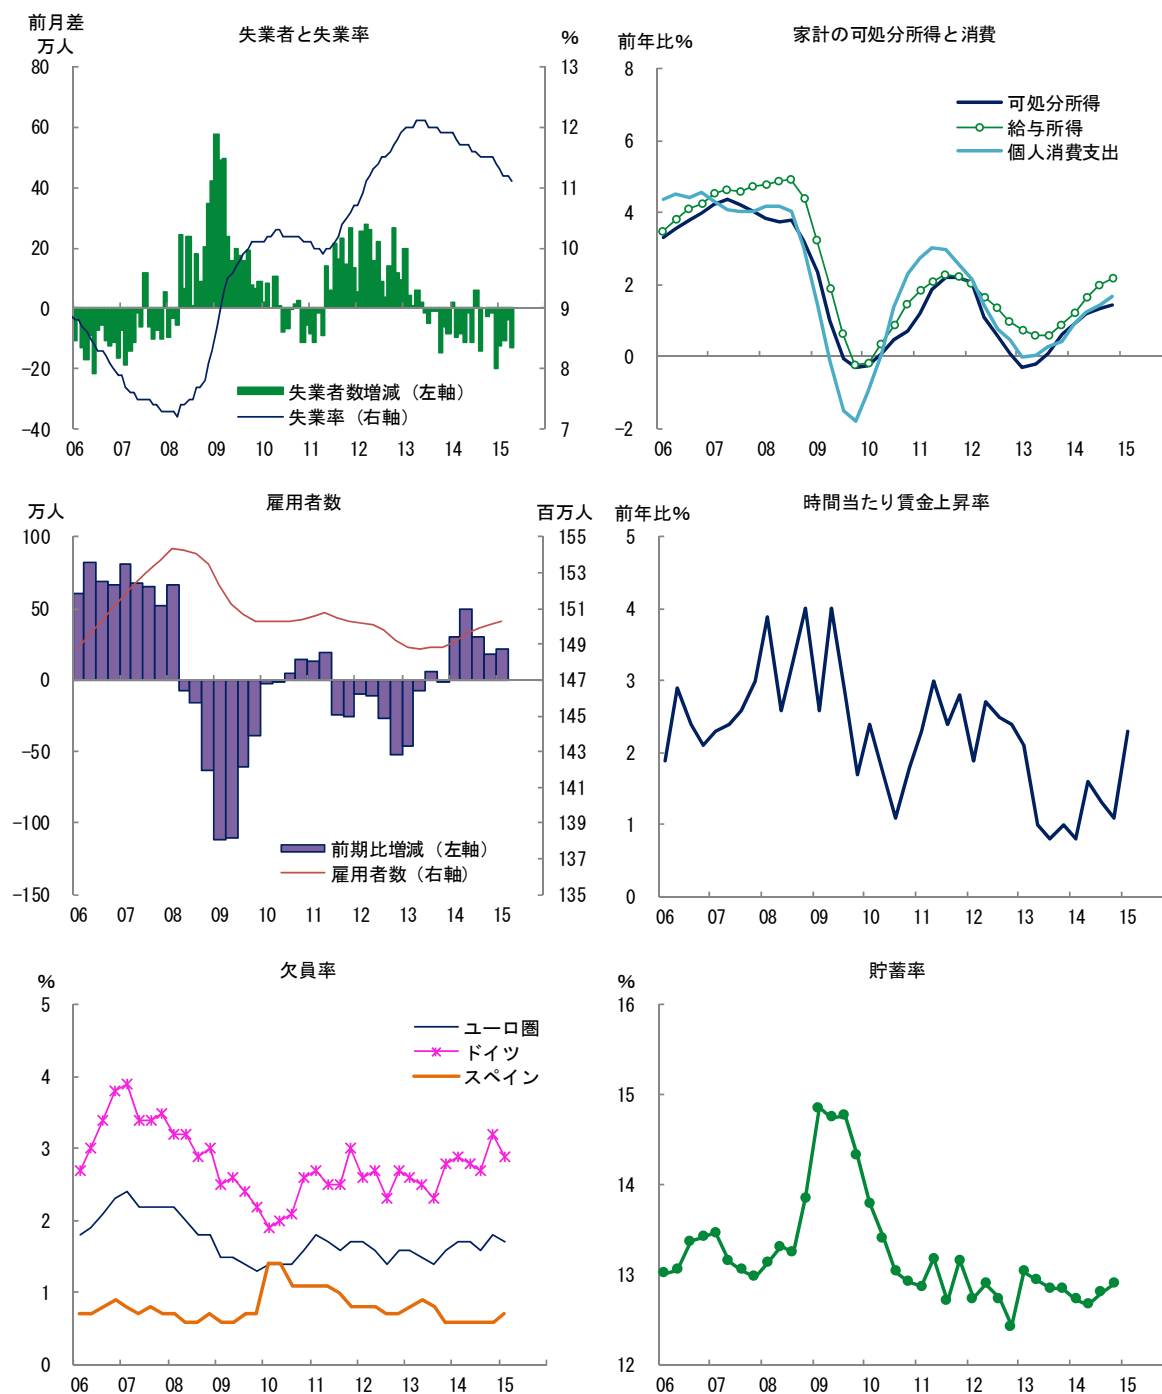 失業者と失業率
前月差
万人
%
80
60
40
20
0
-20
-40
13
12
11
10
9
8
7
失業者数増減（左軸）
失業率（右軸）
06 07 08 09 10 11 12 13 14 15
家計の可処分所得と消費
前年比%
8
6
4
2
0
-2
可処分所得
給与所得
個人消費支出
06 07 08 09 10 11 12 13 14 15
雇用者数
万人
百万人
100
50
0
-50
-100
-150
155
153
151
149
147
145
143
141
139
137
135
前期比増減（左軸）
雇用者数（右軸）
06 07 08 09 10 11 12 13 14 15
時間当たり賃金上昇率
前年比%
5
4
3
2
1
0
06 07 08 09 10 11 12 13 14 15
欠員率
%
5
4
3
2
1
0
ユーロ圏
ドイツ
スペイン
06 07 08 09 10 11 12 13 14 15
貯蓄率
%
16
15
14
13
12
06 07 08 09 10 11 12 13 14 15